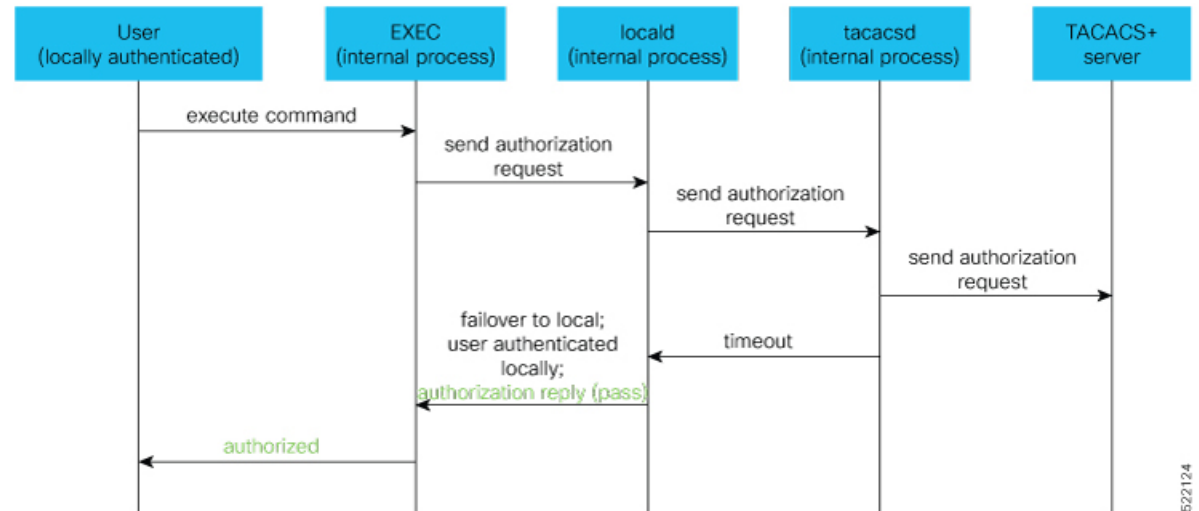 User
(locally authenticated)
EXEC
(internal process)
locald
(internal process)
tacacsd
(internal process)
TACACS+
server
execute command
send authorization
request
send authorization
request
send authorization
request
failover to local;
user authenticated
locally;
authorization reply (pass)
timeout
authorized
522124